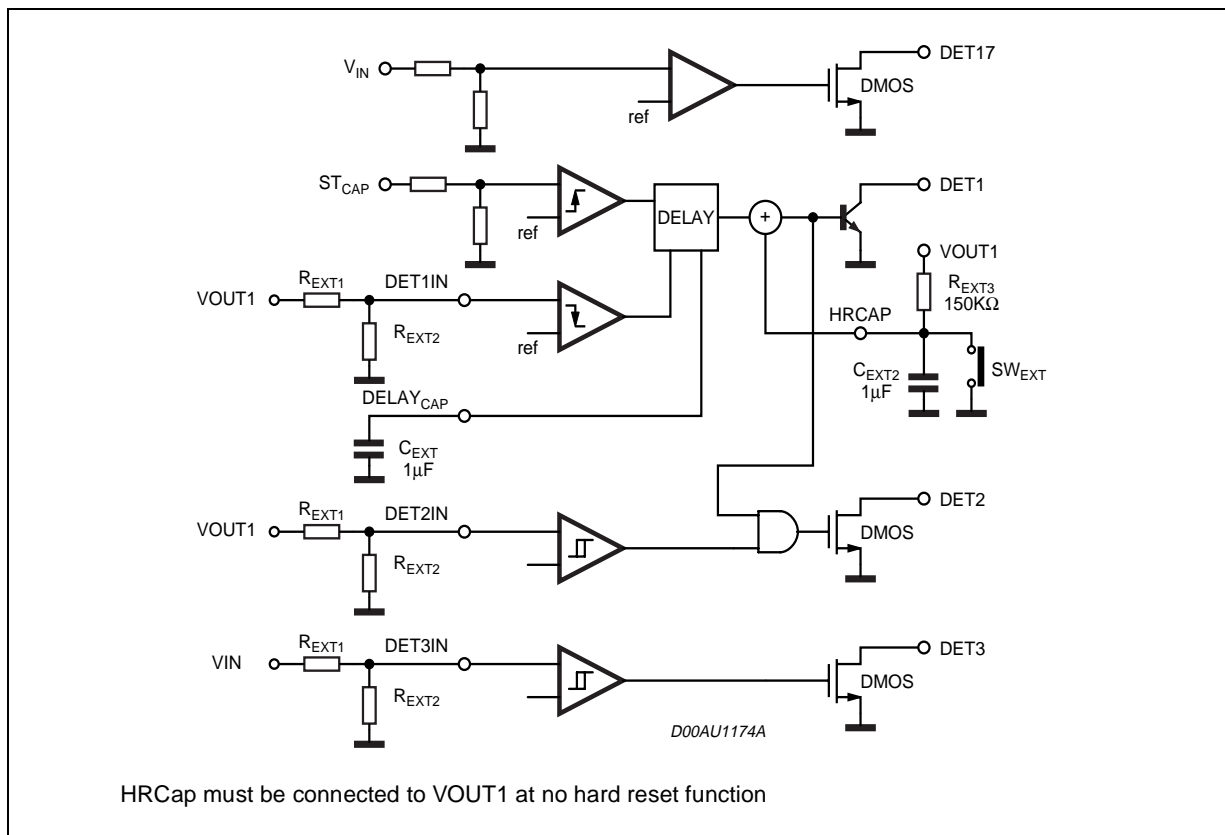 V_IN
DET17
DMOS
ref
ST_CAP
DET1
ref
DELAY
+
VOUT1
R_EXT1
DET1IN
VOUT1
R_EXT3
150KΩ
HRCAP
R_EXT2
ref
C_EXT2
1μF
SW_EXT
DELAY_CAP
C_EXT
1μF
DET2
R_EXT1
DET2IN
VOUT1
DMOS
R_EXT2
R_EXT1
DET3IN
DET3
VIN
DMOS
R_EXT2
D00AU1174A
HRCap must be connected to VOUT1 at no hard reset function